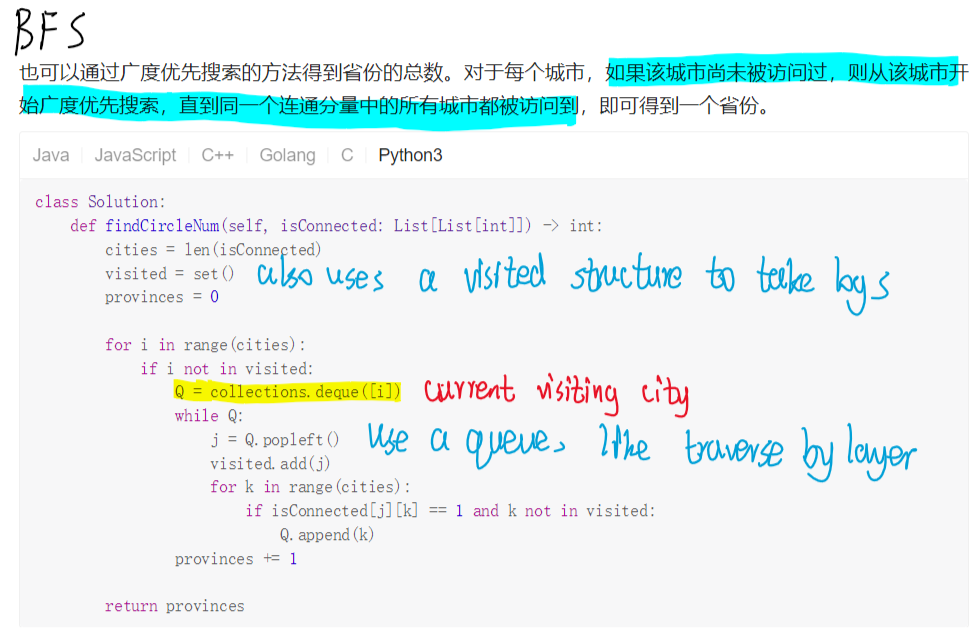 BFS
也可以通过广度优先搜索的方法得到省份的总数。对于每个城市，如果该城市尚未被访问过，则从该城市开
始广度优先搜索，直到同一个连通分量中的所有城市都被访问到，即可得到一个省份。
Java JavaScript C++ Golang C Python3
class Solution:
    def findCircleNum(self, isConnected: List[List[int]]) -> int:
        cities = len(isConnected)
        visited = set() also uses a visited structure to take logs
        provinces = 0
        for i in range(cities):
            if i not in visited:
                Q = collections.deque([i]) current visiting city
                while Q:
                    j = Q.popleft() use a queue, like traverse by layer
                    visited.add(j)
                    for k in range(cities):
                        if isConnected[j][k] == 1 and k not in visited:
                            Q.append(k)
                provinces += 1
        return provinces